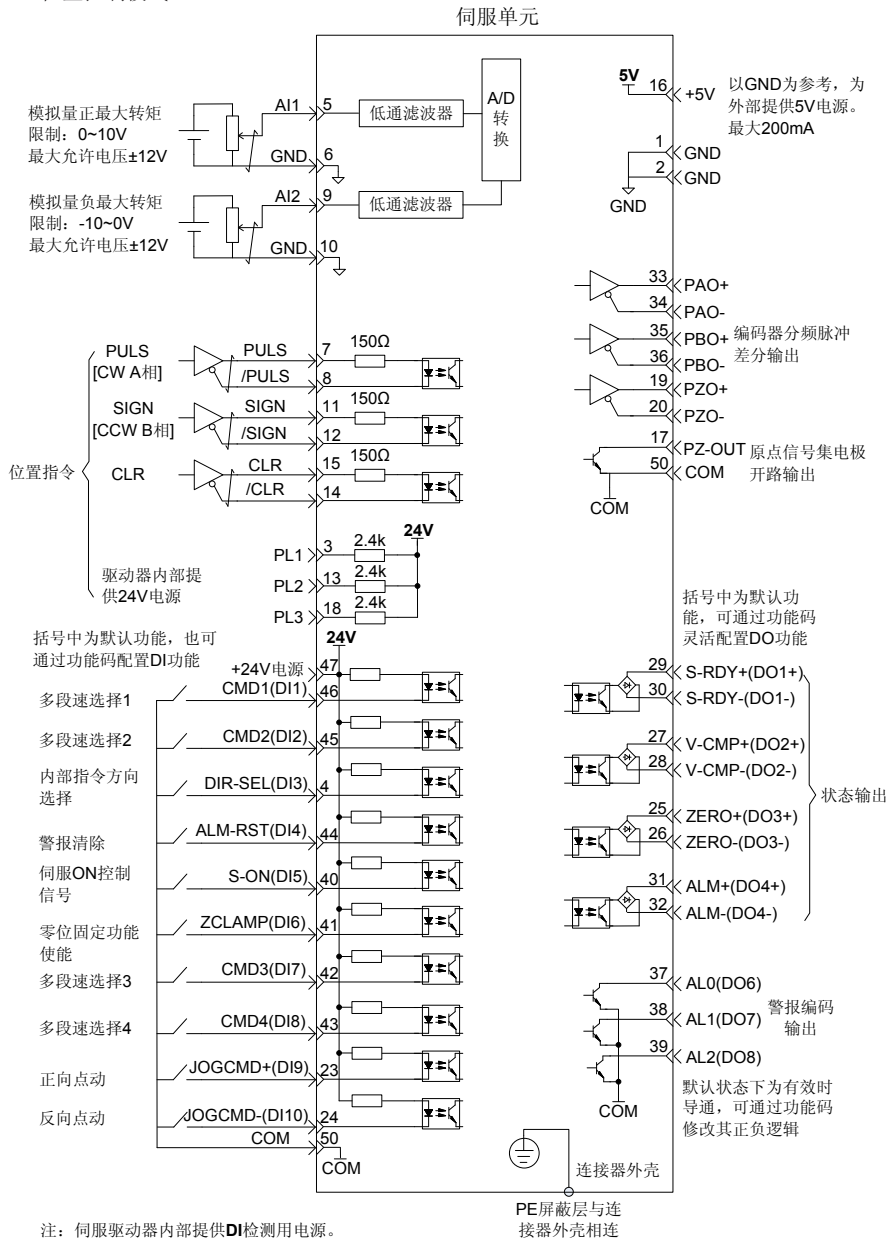 伺服单元
模拟量正最大转矩
限制：0~10V
最大允许电压±12V
AI1
5
GND
6
低通滤波器
A/D
转
换
模拟量负最大转矩
限制：-10~0V
最大允许电压±12V
AI2
9
GND
10
低通滤波器
5V
16
+5V
以GND为参考，为
外部提供5V电源。
最大200mA
1
GND
2
GND
GND
33
PAO+
34
PAO-
35
PBO+
36
PBO-
19
PZO+
20
PZO-
编码器分频脉冲
差分输出
17
PZ-OUT
50
COM
原点信号集电极
开路输出
COM
位置指令
PULS
[CW A相]
PULS
7
150Ω
/PULS
8
SIGN
[CCW B相]
SIGN
11
150Ω
/SIGN
12
CLR
CLR
15
150Ω
/CLR
14
24V
PL1
3
2.4k
PL2
13
2.4k
PL3
18
2.4k
驱动器内部提
供24V电源
括号中为默认功能，也可
通过功能码配置DI功能
24V
+24V电源
47
多段速选择1
CMD1(DI1)
46
多段速选择2
CMD2(DI2)
45
内部指令方向
选择
DIR-SEL(DI3)
4
警报清除
ALM-RST(DI4)
44
伺服ON控制
信号
S-ON(DI5)
40
零位固定功能
使能
ZCLAMP(DI6)
41
多段速选择3
CMD3(DI7)
42
多段速选择4
CMD4(DI8)
43
正向点动
JOGCMD+(DI9)
23
反向点动
JOGCMD-(DI10)
24
COM
50
COM
括号中为默认功
能，可通过功能码
灵活配置DO功能
29
S-RDY+(DO1+)
30
S-RDY-(DO1-)
27
V-CMP+(DO2+)
28
V-CMP-(DO2-)
25
ZERO+(DO3+)
26
ZERO-(DO3-)
31
ALM+(DO4+)
32
ALM-(DO4-)
状态输出
37
AL0(DO6)
38
AL1(DO7)
39
AL2(DO8)
警报编码
输出
COM
默认状态下为有效时
导通，可通过功能码
修改其正负逻辑
连接器外壳
PE屏蔽层与连
接器外壳相连
注：伺服驱动器内部提供DI检测用电源。